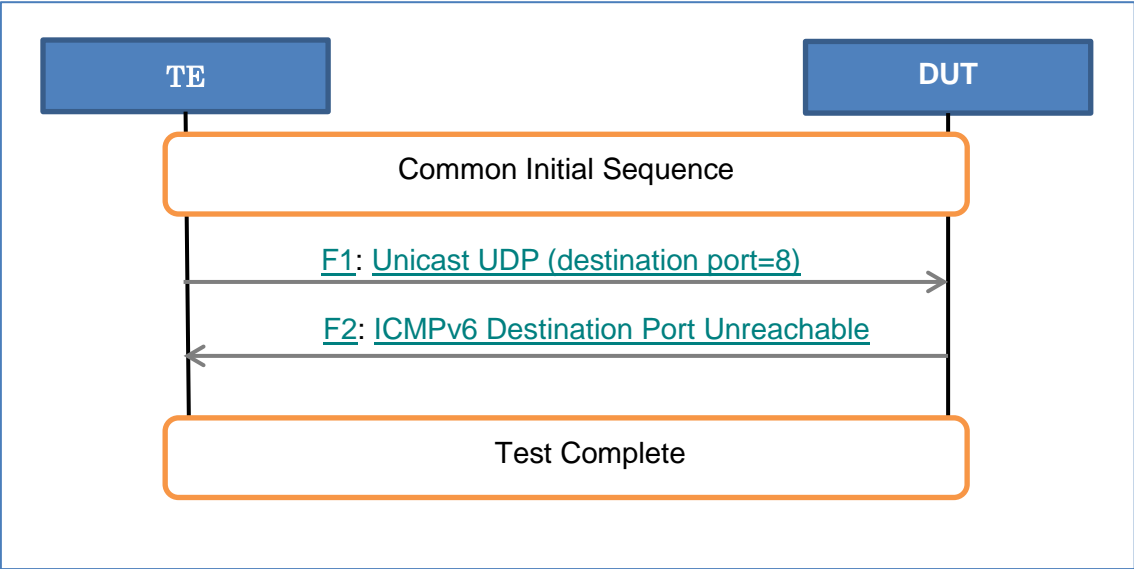 TE
DUT
Common Initial Sequence
F1: Unicast UDP (destination port=8)
F2: ICMPv6 Destination Port Unreachable
Test Complete